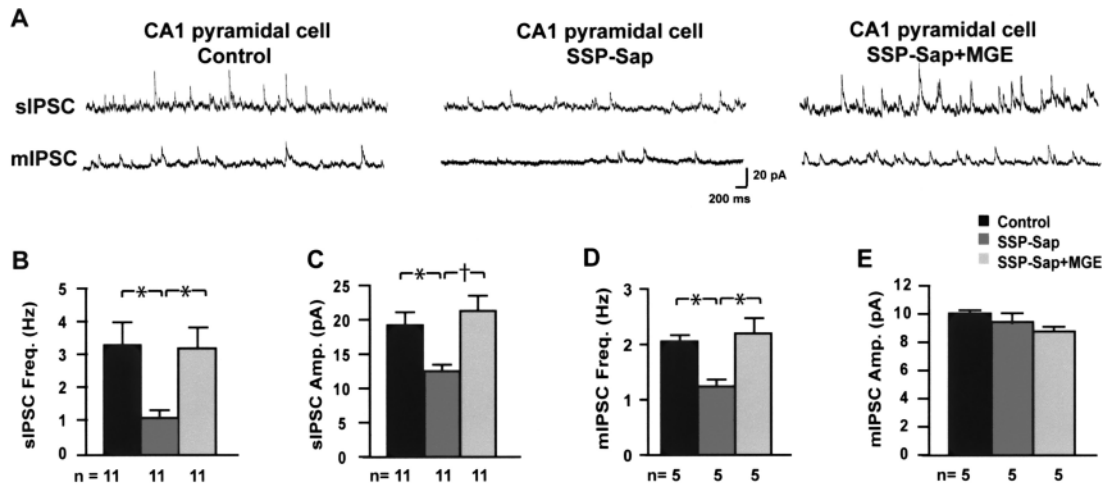 A
CA1 pyramidal cell
Control
CA1 pyramidal cell
SSP-Sap
CA1 pyramidal cell
SSP-Sap+MGE
sIPSC
mIPSC
20 pA
200 ms
Control
SSP-Sap
SSP-Sap+MGE
B
sIPSC Freq. (Hz)
5
4
3
2
1
0
* *
n = 11 11 11
C
sIPSC Amp. (pA)
25
20
15
10
5
0
* †
n = 11 11 11
D
mIPSC Freq. (Hz)
3
2
1
0
* *
n= 5 5 5
E
mIPSC Amp. (pA)
12
10
8
6
4
2
0
n= 5 5 5